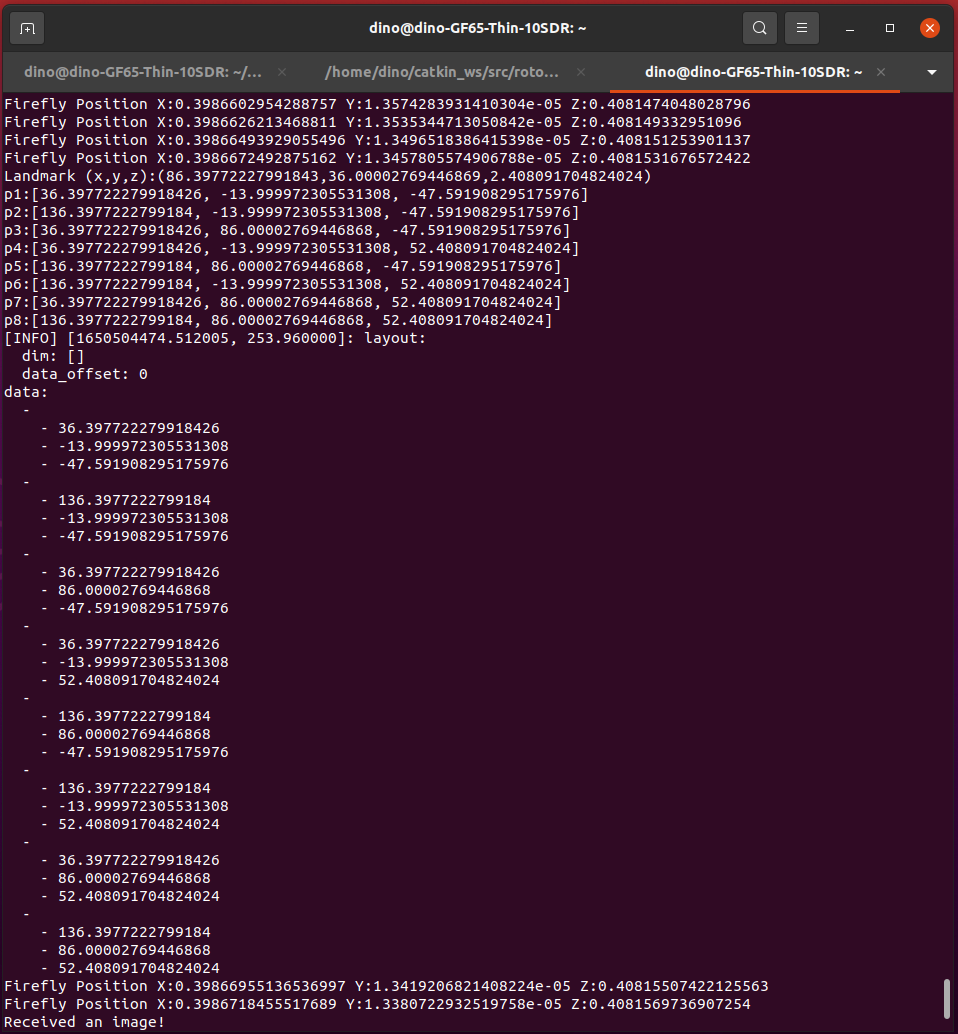 dino@dino-GF65-Thin-10SDR: ~
dino@dino-GF65-Thin-10SDR: ~/...
/home/dino/catkin_ws/src/roto...
dino@dino-GF65-Thin-10SDR: ~
Firefly Position X:0.3986602954288757 Y:1.3574283931410304e-05 Z:0.4081474048028796
Firefly Position X:0.3986626213468811 Y:1.3535344713050842e-05 Z:0.408149332951096
Firefly Position X:0.39866493929055496 Y:1.3496518386415398e-05 Z:0.408151253901137
Firefly Position X:0.3986672492875162 Y:1.3457805574906788e-05 Z:0.4081531676572422
Landmark (x,y,z):(86.39772227991843,36.00002769446869,2.408091704824024)
p1:[36.397722279918426, -13.999972305531308, -47.591908295175976]
p2:[136.3977222799184, -13.999972305531308, -47.591908295175976]
p3:[36.397722279918426, 86.00002769446868, -47.591908295175976]
p4:[36.397722279918426, -13.999972305531308, 52.408091704824024]
p5:[136.3977222799184, 86.00002769446868, -47.591908295175976]
p6:[136.3977222799184, -13.999972305531308, 52.408091704824024]
p7:[36.397722279918426, 86.00002769446868, 52.408091704824024]
p8:[136.3977222799184, 86.00002769446868, 52.408091704824024]
[INFO] [1650504474.512005, 253.960000]: layout:
  dim: []
  data_offset: 0
data:
  -
    - 36.397722279918426
    - -13.999972305531308
    - -47.591908295175976
  -
    - 136.3977222799184
    - -13.999972305531308
    - -47.591908295175976
  -
    - 36.397722279918426
    - 86.00002769446868
    - -47.591908295175976
  -
    - 36.397722279918426
    - -13.999972305531308
    - 52.408091704824024
  -
    - 136.3977222799184
    - 86.00002769446868
    - -47.591908295175976
  -
    - 136.3977222799184
    - -13.999972305531308
    - 52.408091704824024
  -
    - 36.397722279918426
    - 86.00002769446868
    - 52.408091704824024
  -
    - 136.3977222799184
    - 86.00002769446868
    - 52.408091704824024
Firefly Position X:0.39866955136536997 Y:1.3419206821408224e-05 Z:0.40815507422125563
Firefly Position X:0.3986718455517689 Y:1.3380722932519758e-05 Z:0.4081569736907254
Received an image!